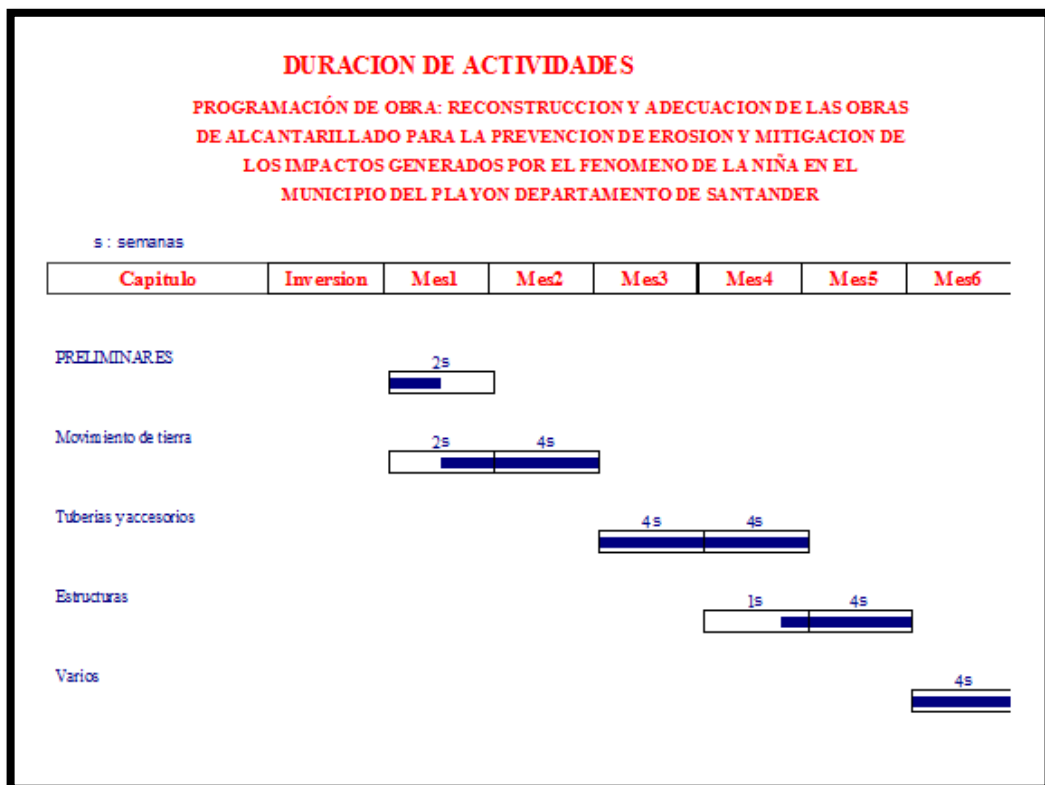 DURACION DE ACTIVIDADES
PROGRAMACIÓN DE OBRA: RECONSTRUCCION Y ADECUACION DE LAS OBRAS
DE ALCANTARILLADO PARA LA PREVENCION DE EROSION Y MITIGACION DE
LOS IMPACTOS GENERADOS POR EL FENOMENO DE LA NIÑA EN EL
MUNICIPIO DEL PLAYON DEPARTAMENTO DE SANTANDER
s : semanas
Capitulo Inversion Mes1 Mes2 Mes3 Mes4 Mes5 Mes6
PRELIMINARES
2s
Movimiento de tierra
2s 4s
Tuberias y accesorios
4s 4s
Estructuras
1s 4s
Varios
4s